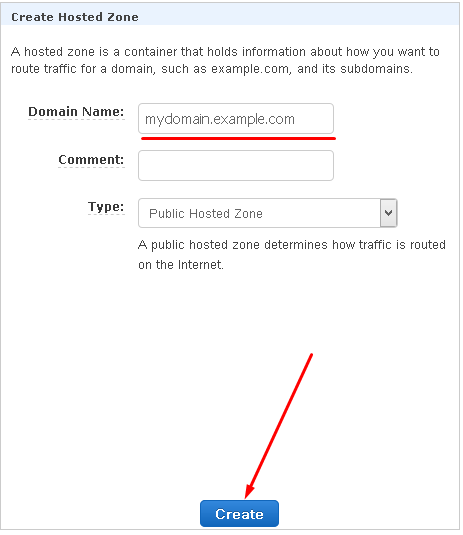 Create Hosted Zone
A hosted zone is a container that holds information about how you want to
route traffic for a domain, such as example.com, and its subdomains.
Domain Name: mydomain.example.com
Comment:
Type: Public Hosted Zone
A public hosted zone determines how traffic is routed
on the Internet.
Create